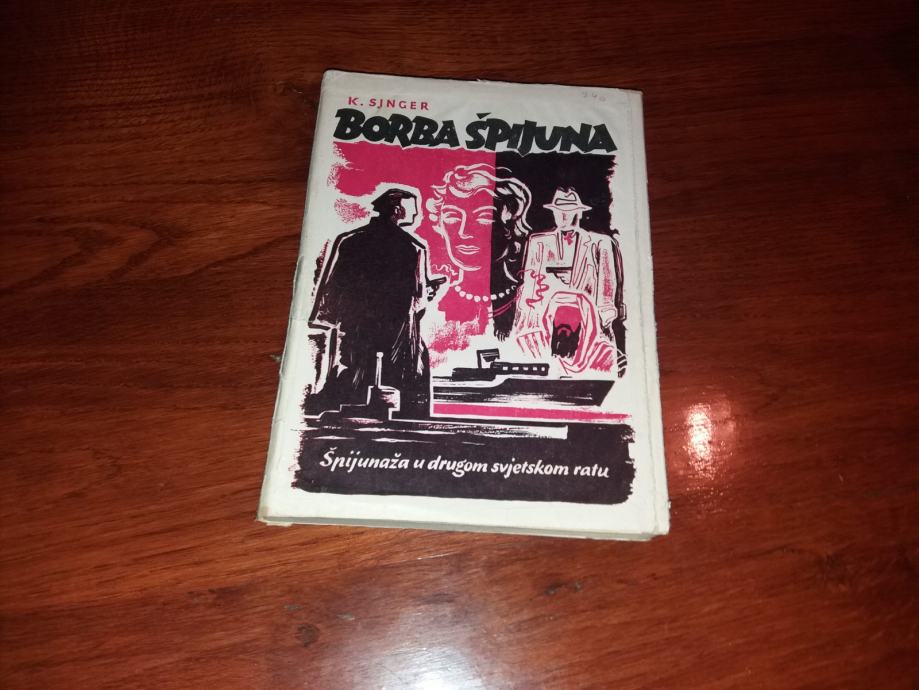 K. SINGER
BORBA ŠPIJUNA
Špijunaža u drugom svjetskom ratu